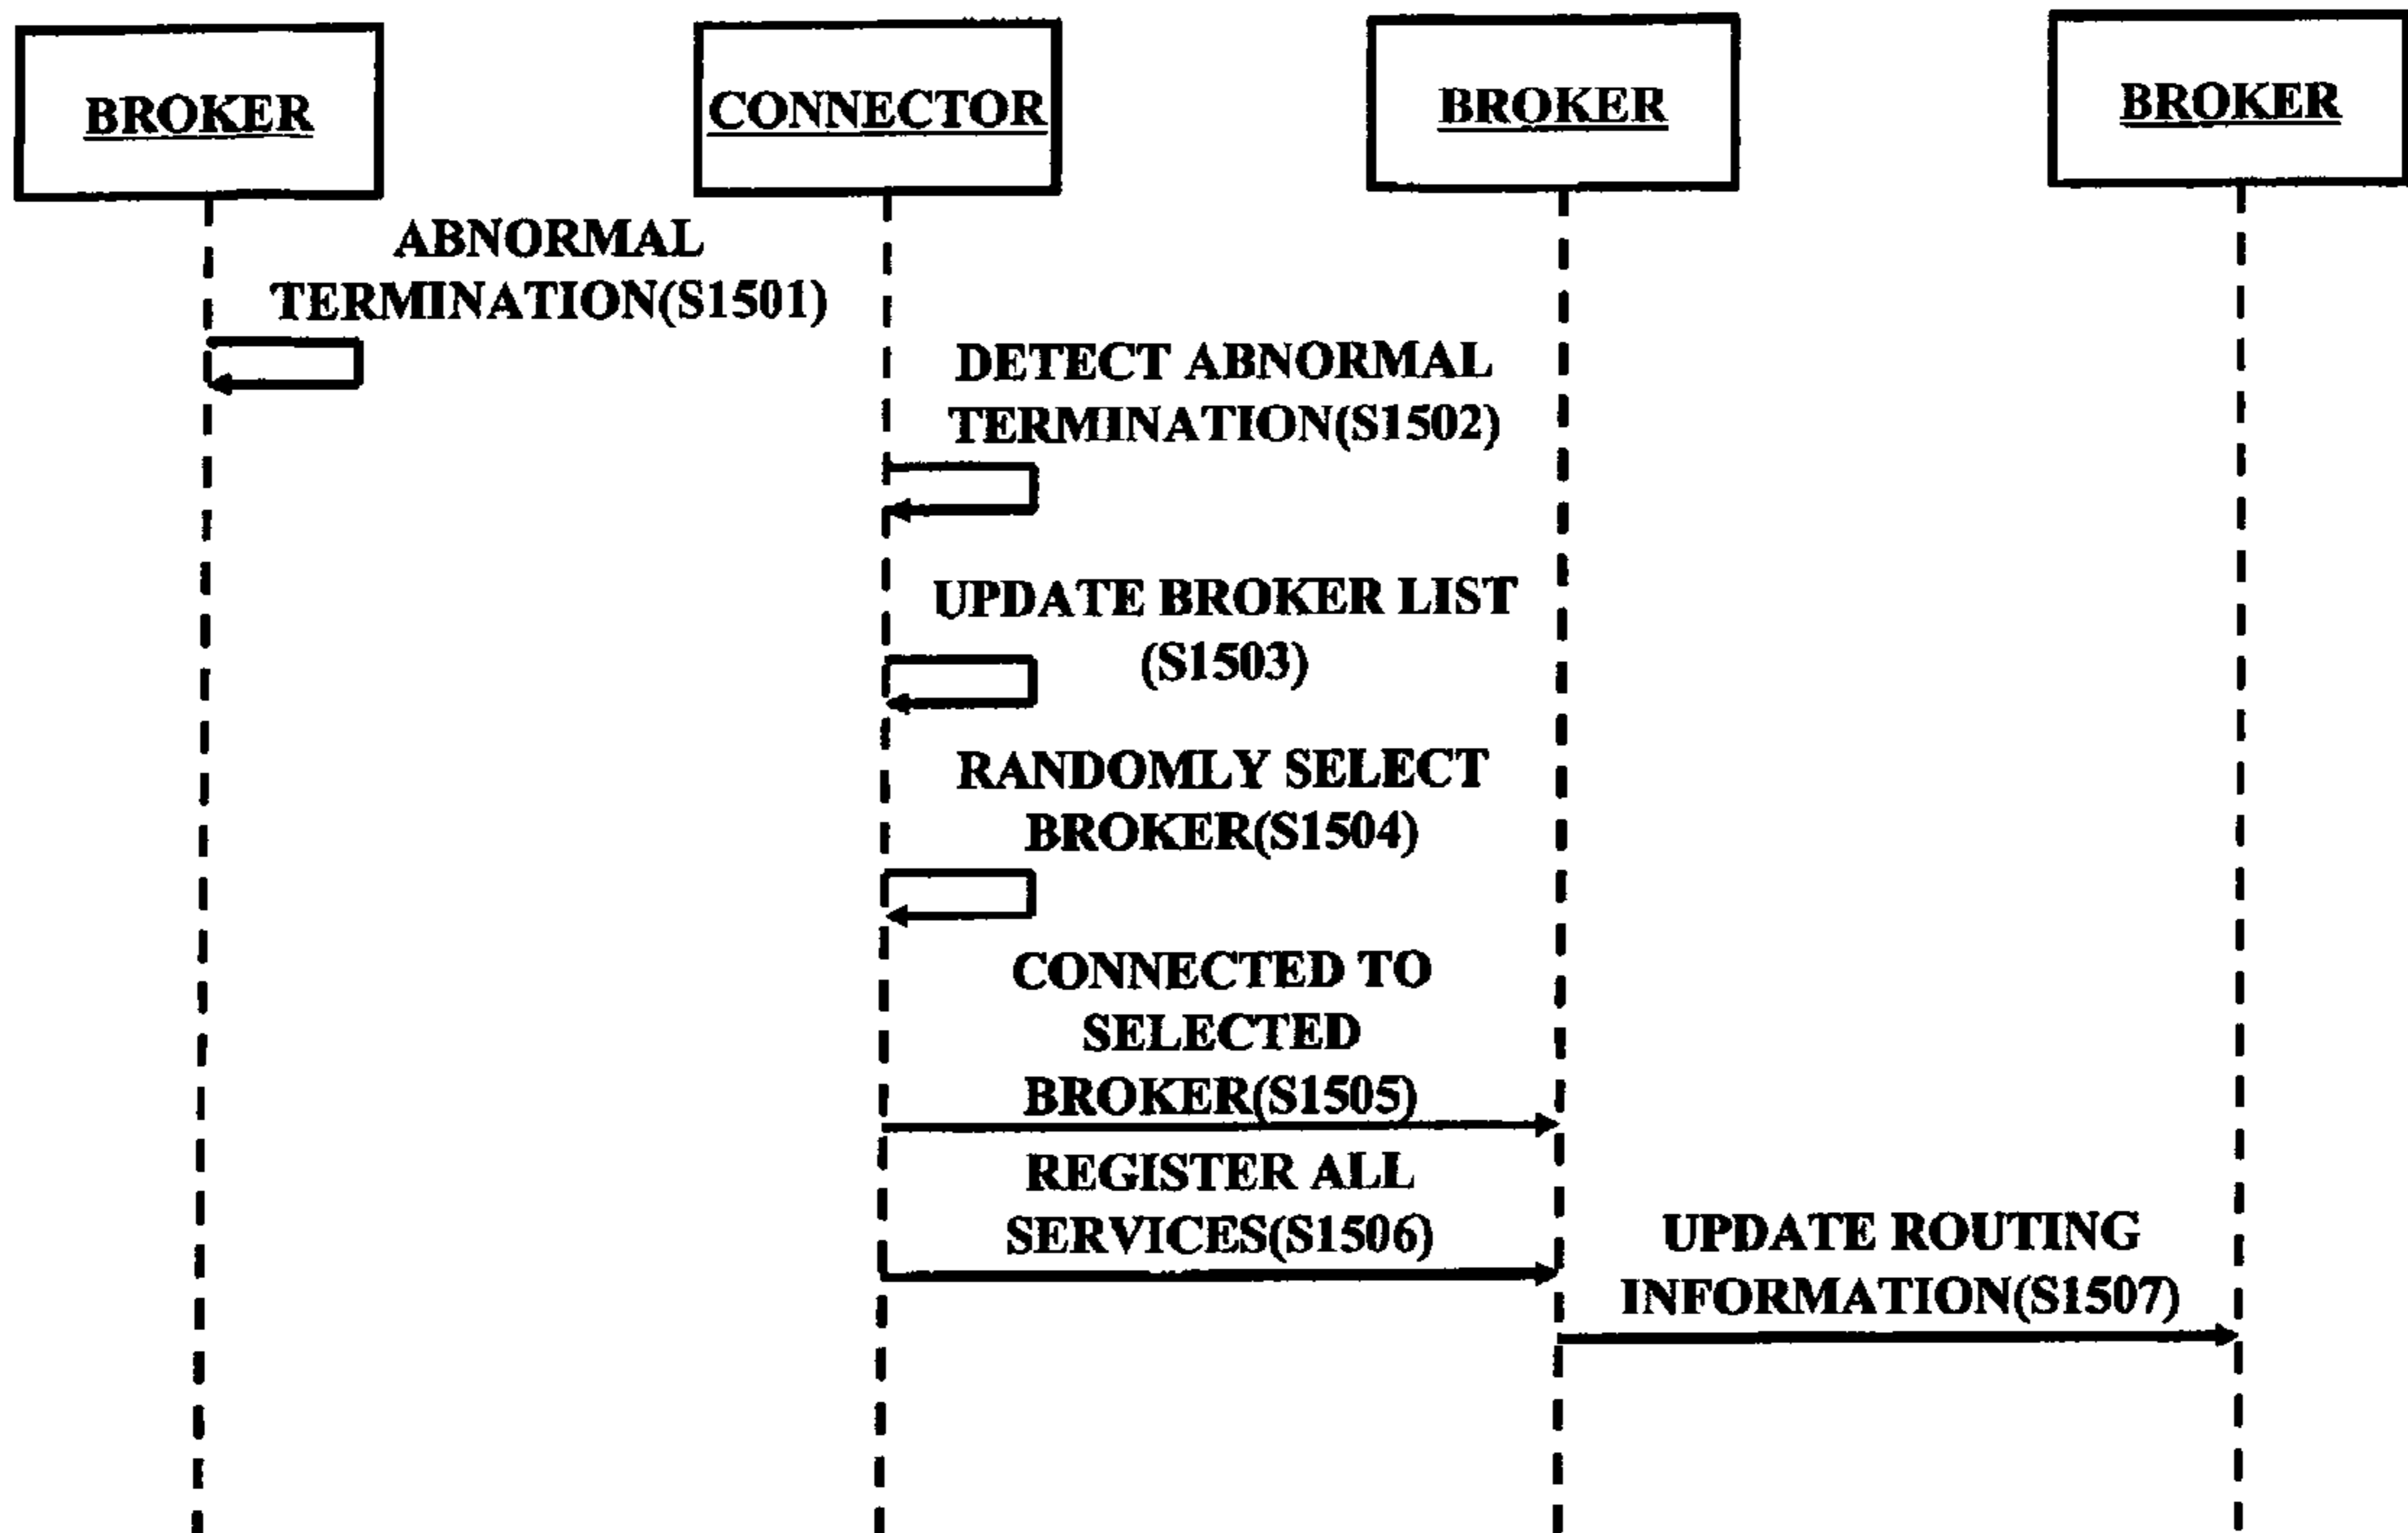 BROKER
CONNECTOR
BROKER
BROKER
ABNORMAL
TERMINATION(S1501)
DETECT ABNORMAL
TERMINATION(S1502)
UPDATE BROKER LIST
(S1503)
RANDOMLY SELECT
BROKER(S1504)
CONNECTED TO
SELECTED
BROKER(S1505)
REGISTER ALL
SERVICES(S1506)
UPDATE ROUTING
INFORMATION(S1507)